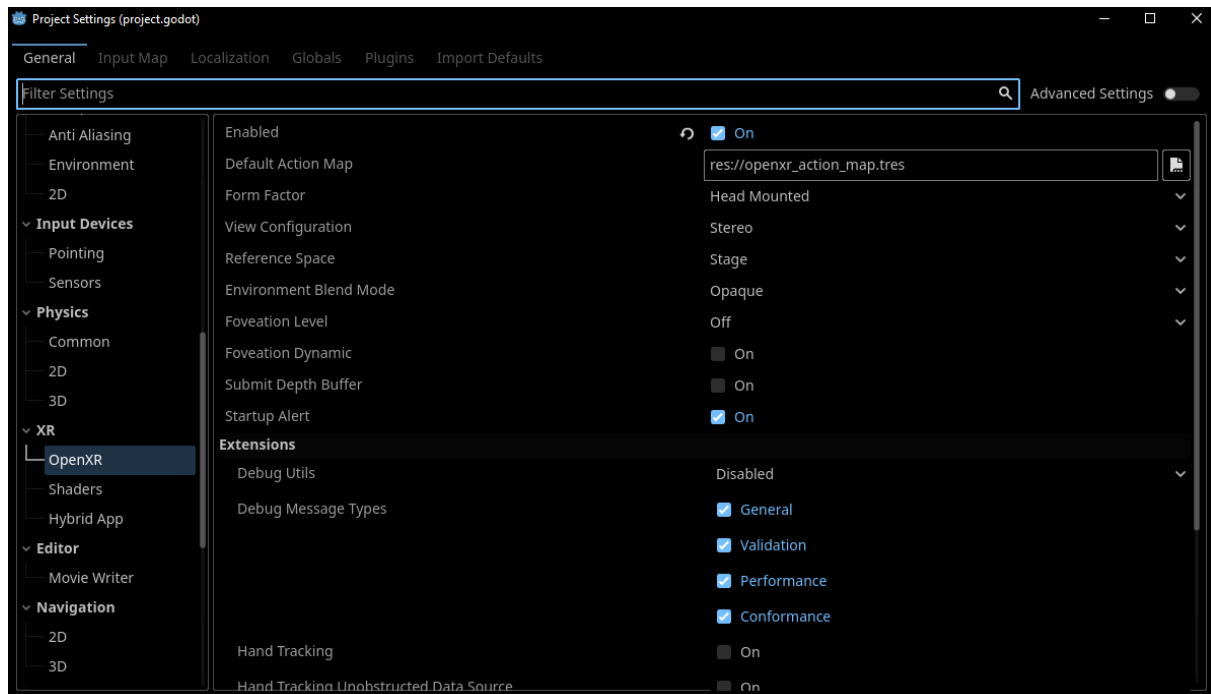 Project Settings (project.godot)
General Input Map Localization Globals Plugins Import Defaults
Filter Settings
Advanced Settings
Anti Aliasing
Environment
2D
Input Devices
Pointing
Sensors
Physics
Common
2D
3D
XR
OpenXR
Shaders
Hybrid App
Editor
Movie Writer
Navigation
2D
3D
Enabled On
Default Action Map res://openxr_action_map.tres
Form Factor Head Mounted
View Configuration Stereo
Reference Space Stage
Environment Blend Mode Opaque
Foveation Level Off
Foveation Dynamic On
Submit Depth Buffer On
Startup Alert On
Extensions
Debug Utils Disabled
Debug Message Types General
Validation
Performance
Conformance
Hand Tracking On
Hand Tracking Unobstructed Data Source On